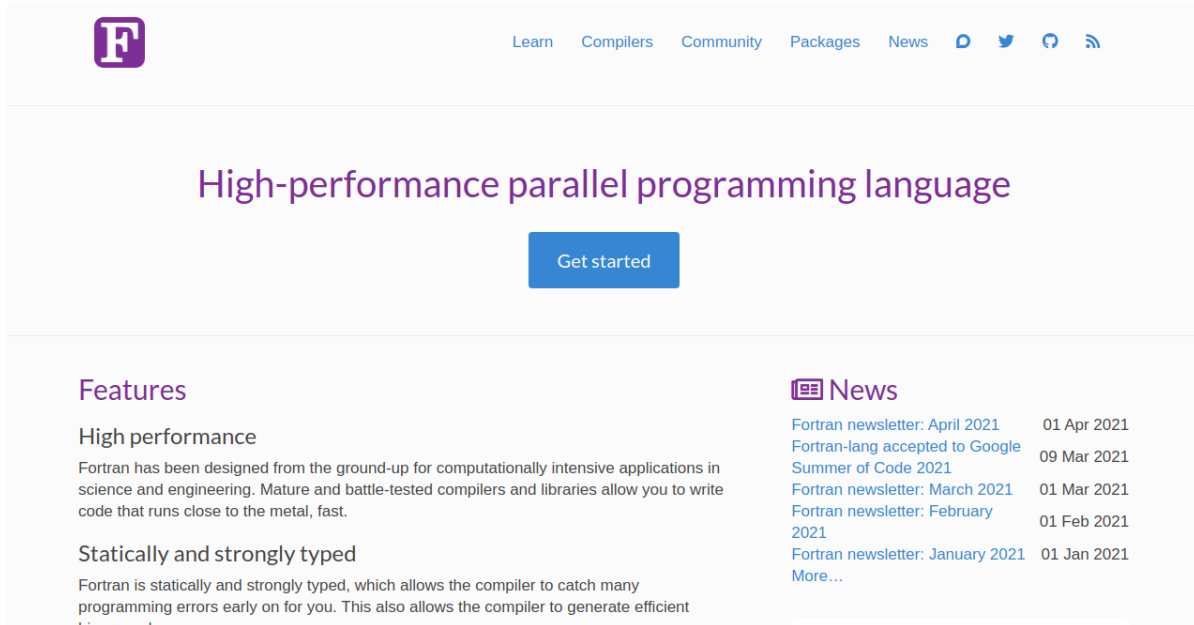 F
Learn Compilers Community Packages News
High-performance parallel programming language
Get started
Features
High performance
Fortran has been designed from the ground-up for computationally intensive applications in
science and engineering. Mature and battle-tested compilers and libraries allow you to write
code that runs close to the metal, fast.
Statically and strongly typed
Fortran is statically and strongly typed, which allows the compiler to catch many
programming errors early on for you. This also allows the compiler to generate efficient
News
Fortran newsletter: April 2021 01 Apr 2021
Fortran-lang accepted to Google
Summer of Code 2021 09 Mar 2021
Fortran newsletter: March 2021 01 Mar 2021
Fortran newsletter: February
2021 01 Feb 2021
Fortran newsletter: January 2021 01 Jan 2021
More…